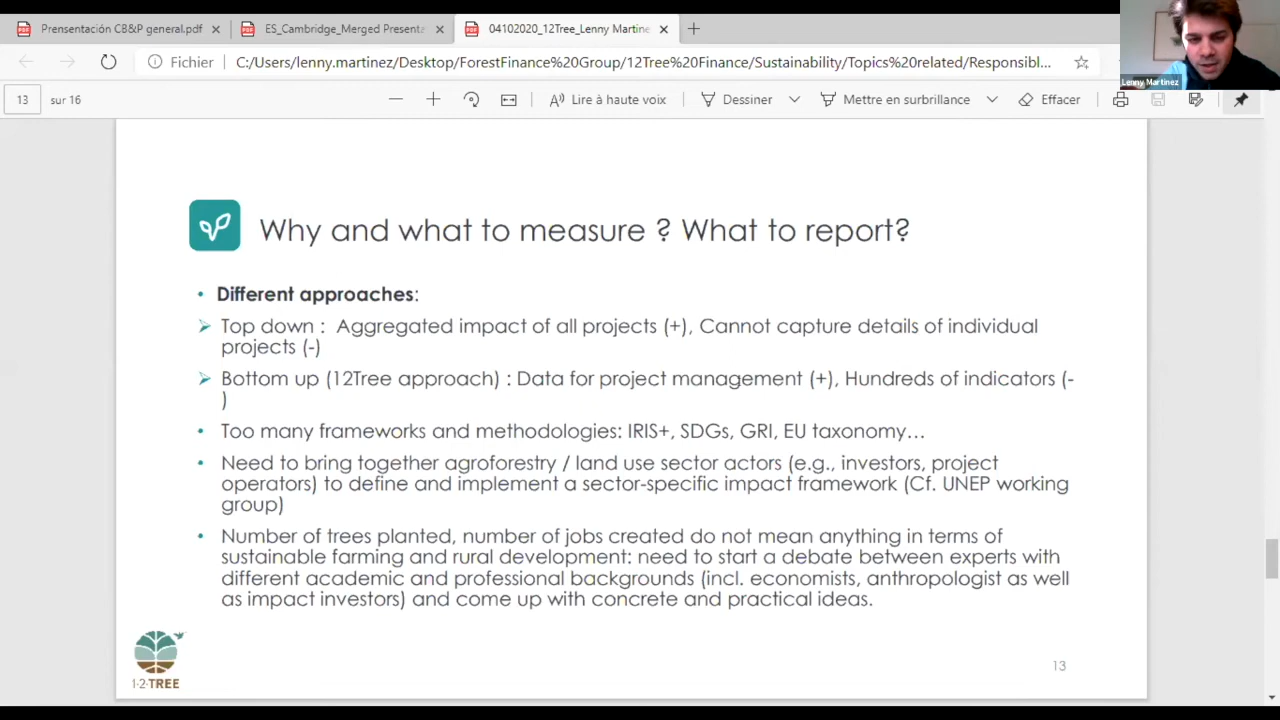 Prensentación CB&P general.pdf
ES_Cambridge_Merged Presenta
04102020_12Tree_Lenny Martine
Fichier
C:/Users/lenny.martinez/Desktop/ForestFinance%20Group/12Tree%20Finance/Sustainability/Topics%20related/Responsibl...
Lenny Martinez
13 sur 16
Lire à haute voix
Dessiner
Mettre en surbrillance
Effacer
Why and what to measure ? What to report?
• Different approaches:
➢ Top down : Aggregated impact of all projects (+), Cannot capture details of individual
projects (-)
➢ Bottom up (12Tree approach) : Data for project management (+), Hundreds of indicators (-
)
• Too many frameworks and methodologies: IRIS+, SDGs, GRI, EU taxonomy…
• Need to bring together agroforestry / land use sector actors (e.g., investors, project
operators) to define and implement a sector-specific impact framework (Cf. UNEP working
group)
• Number of trees planted, number of jobs created do not mean anything in terms of
sustainable farming and rural development: need to start a debate between experts with
different academic and professional backgrounds (incl. economists, anthropologist as well
as impact investors) and come up with concrete and practical ideas.
1·2·TREE
13